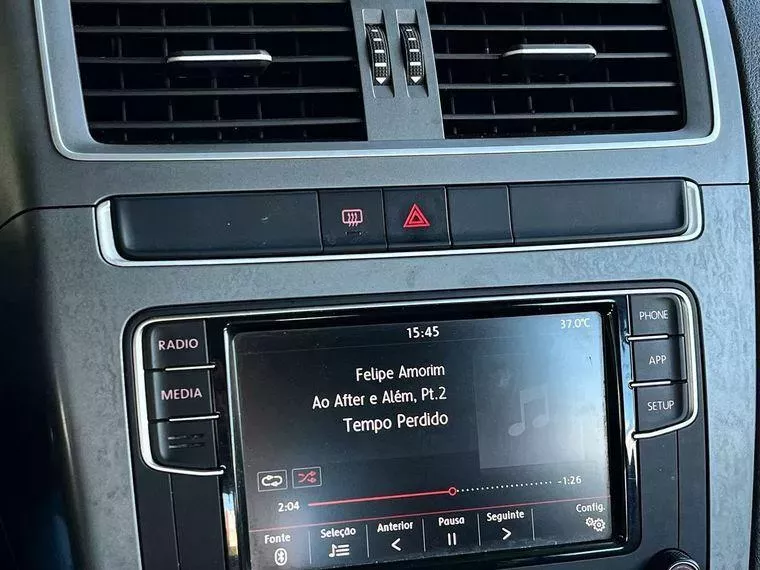 RADIO
MEDIA
PHONE
APP
SETUP
15:45
37.0°C
Felipe Amorim
Ao After e Além, Pt.2
Tempo Perdido
2:04
-1:26
Fonte
Seleção
Anterior
Pausa
Seguinte
Config.